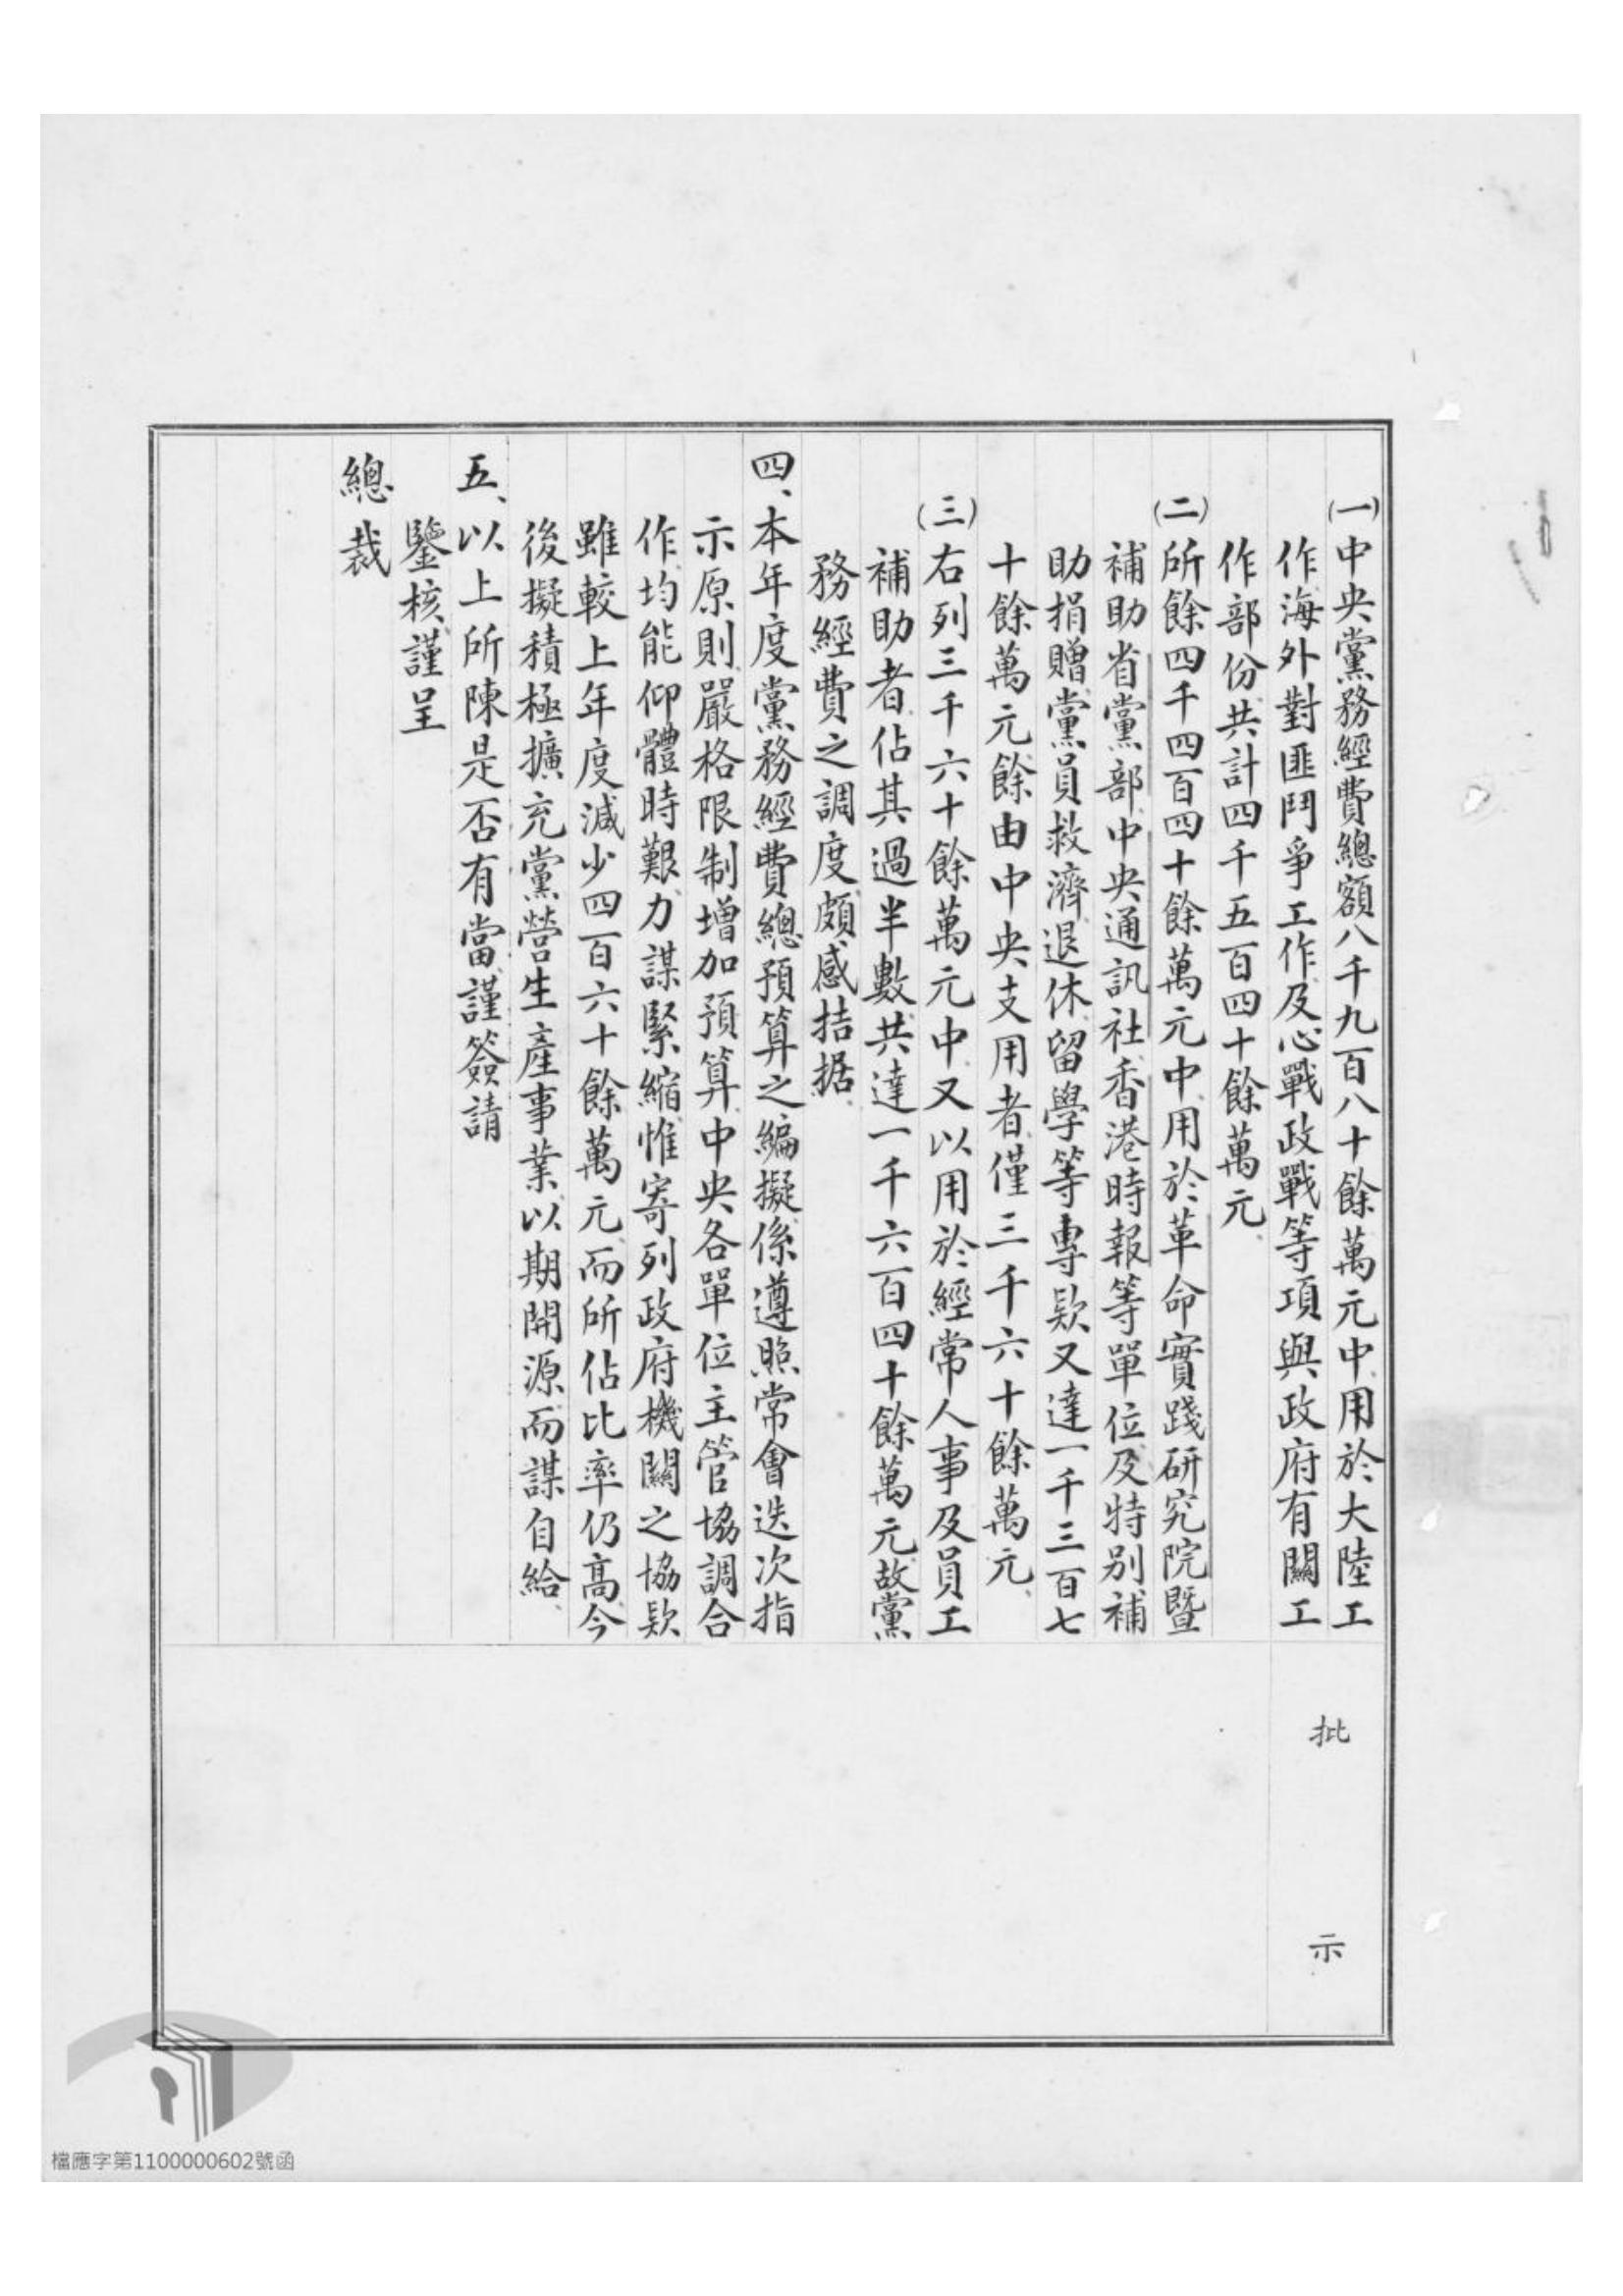 (一)中央黨務經費總額八千九百八十餘萬元中、用於大陸工
作、海外對匪鬥爭工作、及心戰政戰等項與政府有關工
作部份、共計四千五百四十餘萬元、
(二)所餘四千四百四十餘萬元中、用於革命實踐研究院暨
補助省黨部、中央通訊社、香港時報等單位及特別補
助捐贈、黨員救濟、退休、留學等專款又達一千三百七
十餘萬元、餘由中央支用者、僅三千六十餘萬元、
(三)右列三千六十餘萬元中、又以用於經常人事及員工
補助者、佔其過半數、共達一千六百四十餘萬元、故黨
務經費之調度、頗感拮据、
四、本年度黨務經費總預算之編擬、係遵照常會迭次指
示原則、嚴格限制增加預算、中央各單位主管協調合
作、均能仰體時艱、力謀緊縮、惟寄列政府機關之協款
雖較上年度減少四百六十餘萬元、而所佔比率仍高、今
後擬積極擴充黨營生產事業、以期開源、而謀自給、
五、以上所陳、是否有當、謹簽請
鑒核、謹呈
總裁
批
示
檔應字第1100000602號函